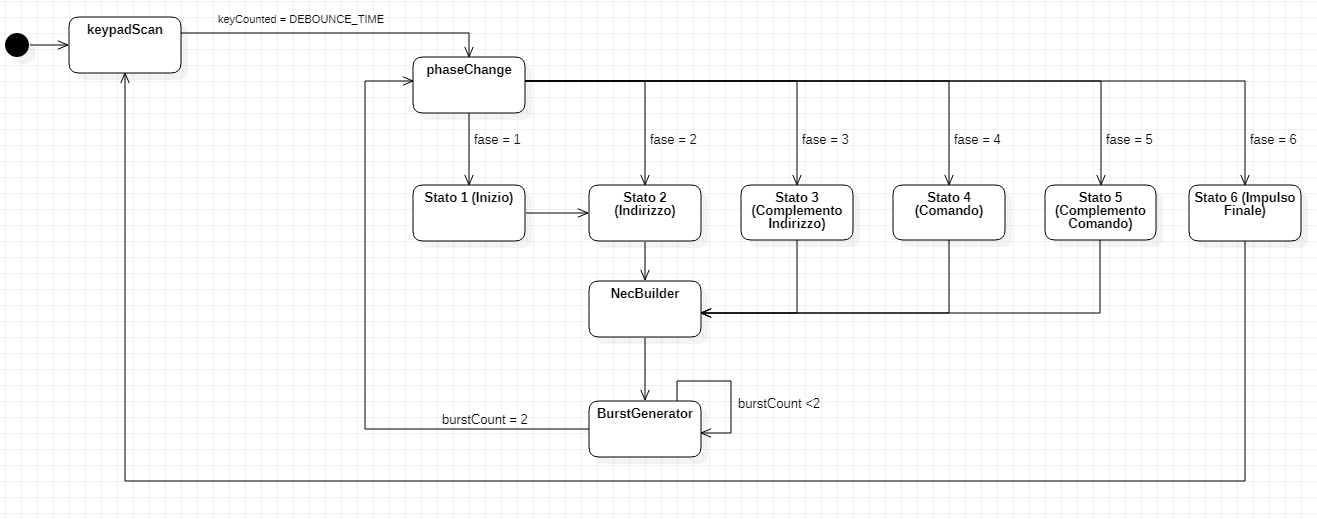 keyCounted = DEBOUNCE_TIME
keypadScan
phaseChange
fase = 1
fase = 2
fase = 3
fase = 4
fase = 5
fase = 6
Stato 1 (Inizio)
Stato 2
(Indirizzo)
Stato 3
(Complemento
Indirizzo)
Stato 4
(Comando)
Stato 5
(Complemento
Comando)
Stato 6 (Impulso
Finale)
NecBuilder
BurstGenerator
burstCount <2
burstCount = 2